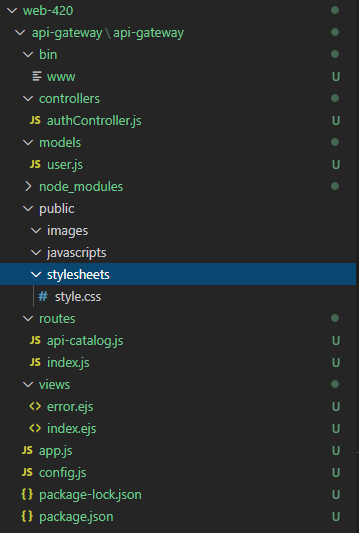 web-420
api-gateway \ api-gateway
bin
www U
controllers
JS authController.js U
models
JS user.js U
node_modules
public
images
javascripts
stylesheets
# style.css
routes
JS api-catalog.js U
JS index.js U
views
<> error.ejs U
<> index.ejs U
JS app.js U
JS config.js U
{} package-lock.json U
{} package.json U